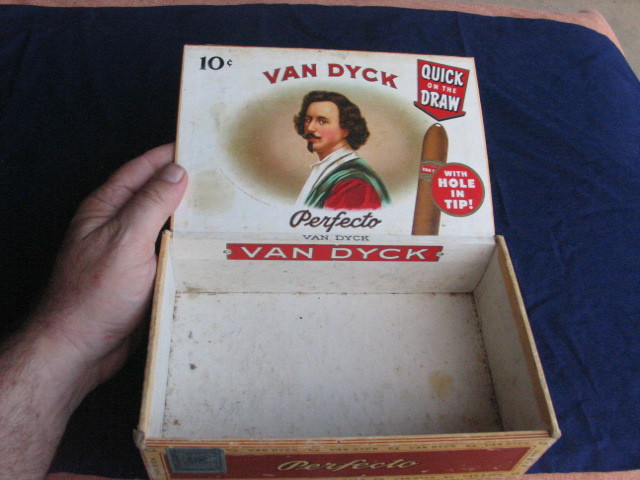 10¢
VAN DYCK
QUICK
ON THE
DRAW
WITH
HOLE
IN
TIP!
Perfecto
VAN DYCK
VAN DYCK
Perfecto